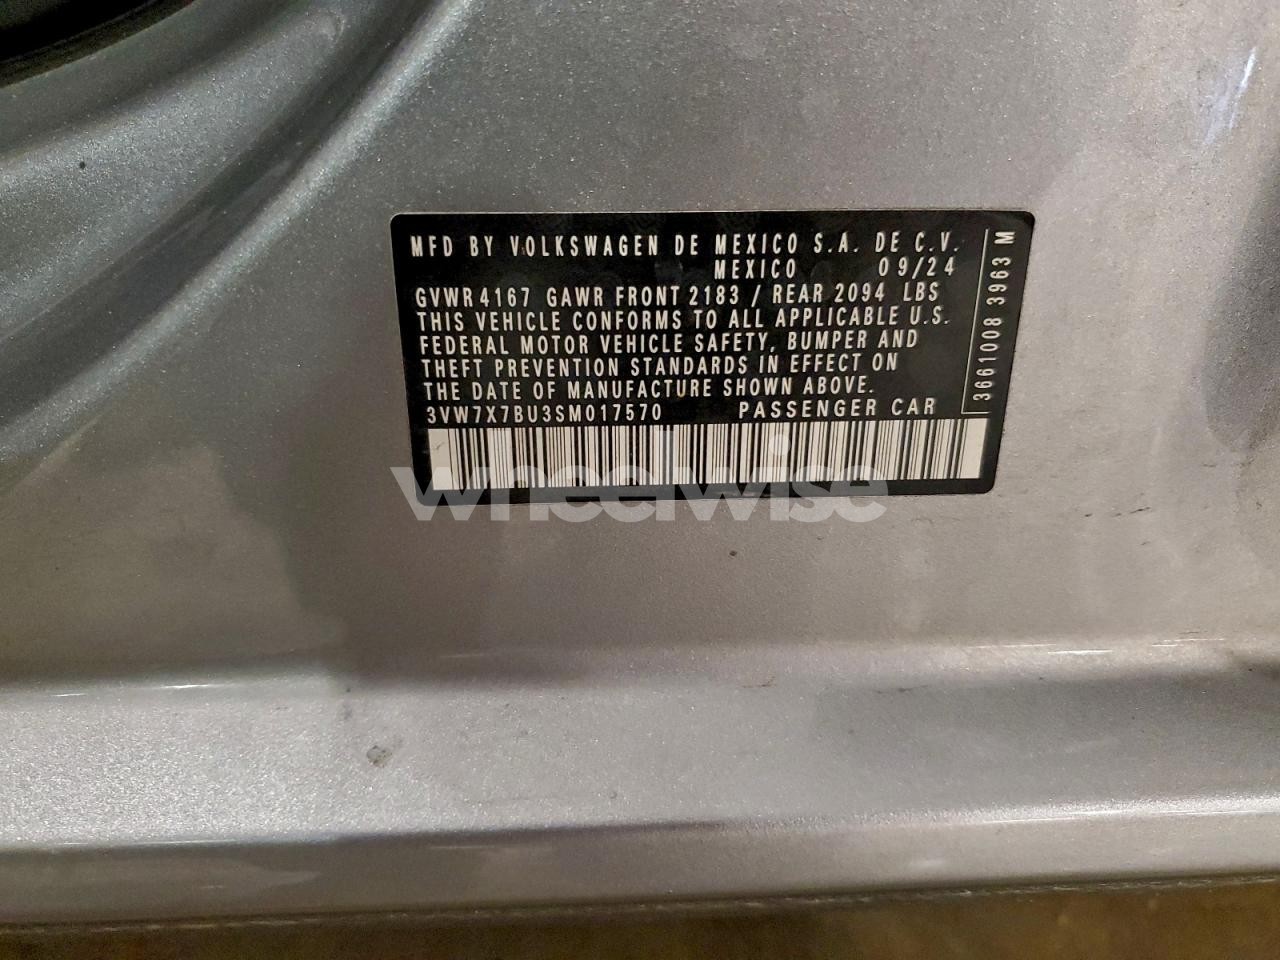 MFD BY VOLKSWAGEN DE MEXICO S.A. DE C.V.
MEXICO 09/24
GVWR 4167 GAWR FRONT 2183 / REAR 2094 LBS
THIS VEHICLE CONFORMS TO ALL APPLICABLE U.S.
FEDERAL MOTOR VEHICLE SAFETY, BUMPER AND
THEFT PREVENTION STANDARDS IN EFFECT ON
THE DATE OF MANUFACTURE SHOWN ABOVE.
3VW7X7BU3SM017570 PASSENGER CAR
3661008 3963 M
wheelwise